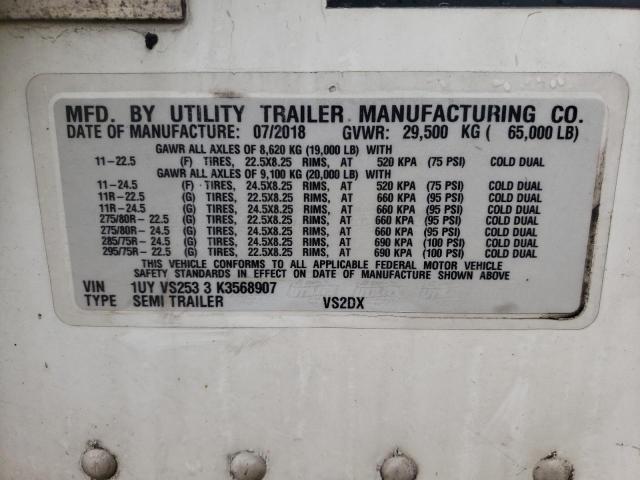 MFD. BY UTILITY TRAILER MANUFACTURING CO.
DATE OF MANUFACTURE: 07/2018 GVWR: 29,500 KG ( 65,000 LB)
GAWR ALL AXLES OF 8,620 KG (19,000 LB) WITH
11-22.5 (F) TIRES, 22.5X8.25 RIMS, AT 520 KPA (75 PSI) COLD DUAL
GAWR ALL AXLES OF 9,100 KG (20,000 LB) WITH
11-24.5 (F) TIRES, 24.5X8.25 RIMS, AT 520 KPA (75 PSI) COLD DUAL
11R-22.5 (G) TIRES, 22.5X8.25 RIMS, AT 660 KPA (95 PSI) COLD DUAL
11R-24.5 (G) TIRES, 24.5X8.25 RIMS, AT 660 KPA (95 PSI) COLD DUAL
275/80R- 22.5 (G) TIRES, 22.5X8.25 RIMS, AT 660 KPA (95 PSI) COLD DUAL
275/80R- 24.5 (G) TIRES, 24.5X8.25 RIMS, AT 660 KPA (95 PSI) COLD DUAL
285/75R- 24.5 (G) TIRES, 24.5X8.25 RIMS, AT 690 KPA (100 PSI) COLD DUAL
295/75R- 22.5 (G) TIRES, 22.5X8.25 RIMS, AT 690 KPA (100 PSI) COLD DUAL
THIS VEHICLE CONFORMS TO ALL APPLICABLE FEDERAL MOTOR VEHICLE
SAFETY STANDARDS IN EFFECT ON DATE OF MANUFACTURE SHOWN ABOVE
VIN 1UY VS253 3 K3568907
TYPE SEMI TRAILER VS2DX